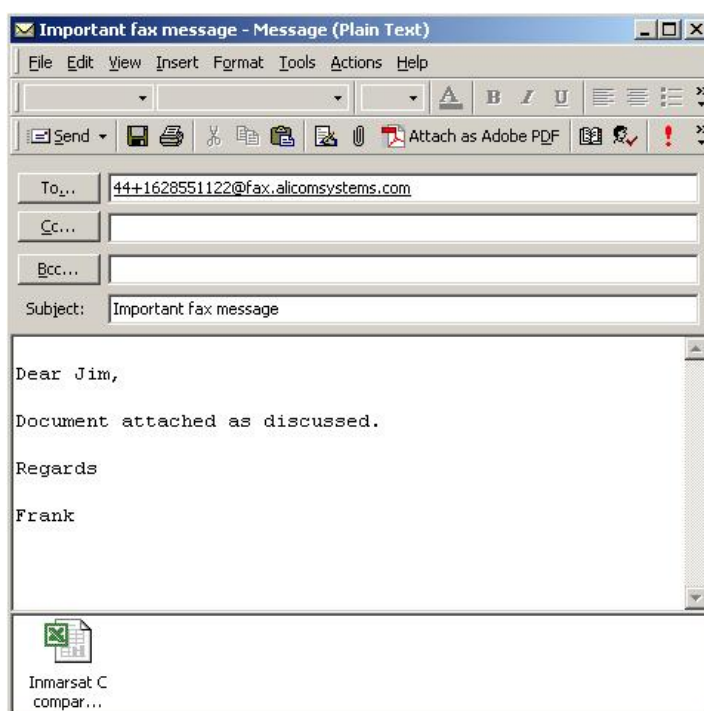 Important fax message - Message (Plain Text)
File Edit View Insert Format Tools Actions Help
A B I U
Send Attach as Adobe PDF
To... 44+1628551122@fax.alicomsystems.com
Cc...
Bcc...
Subject: Important fax message
Dear Jim,
Document attached as discussed.
Regards
Frank
Inmarsat C
compar...